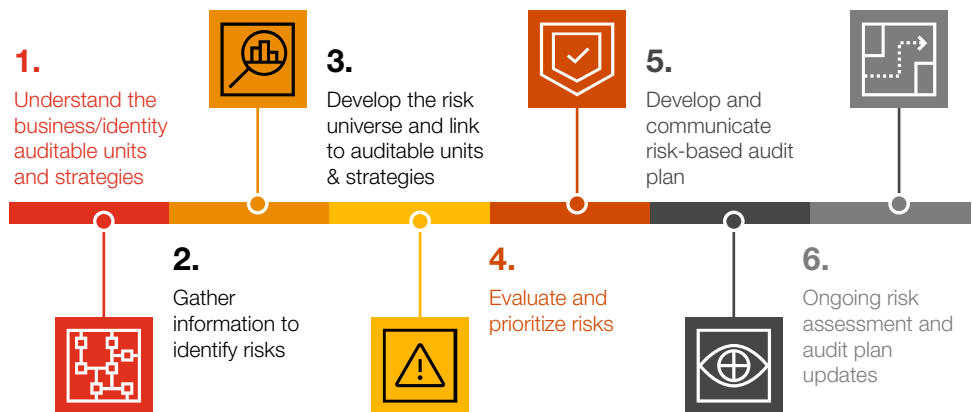 1.
Understand the
business/identity
auditable units
and strategies
2.
Gather
information to
identify risks
3.
Develop the risk
universe and link
to auditable units
& strategies
4.
Evaluate and
prioritize risks
5.
Develop and
communicate
risk-based audit
plan
6.
Ongoing risk
assessment and
audit plan
updates